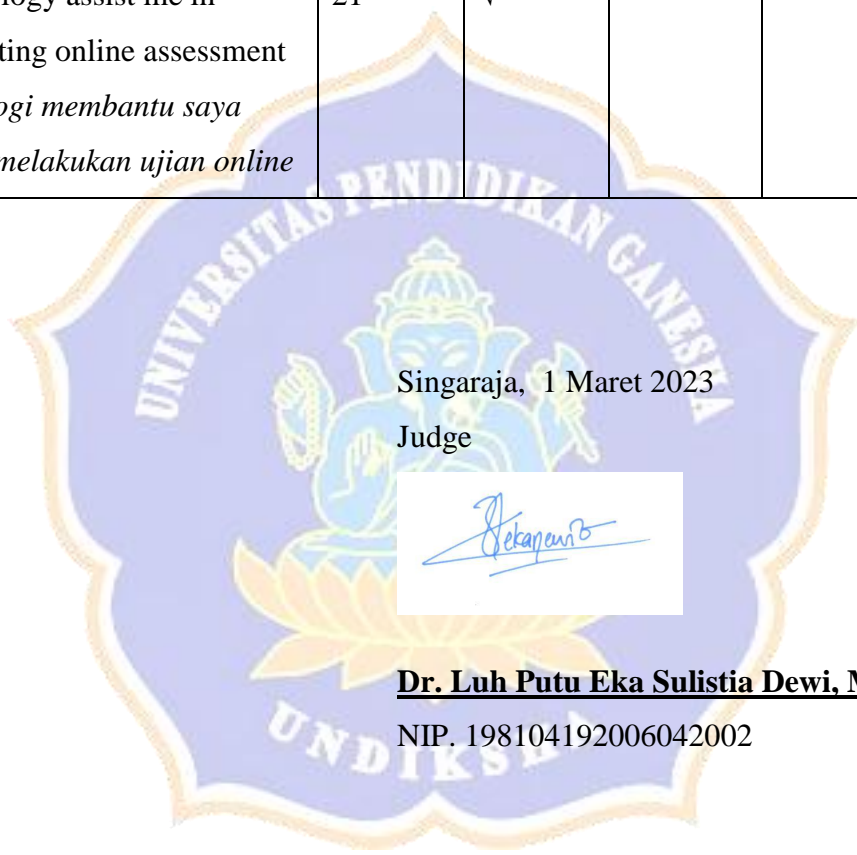 ology assist me in 21 √
ting online assessment
ogi membantu saya
melakukan ujian online
UNIVERSITAS PENDIDIKAN GANESHA
Singaraja, 1 Maret 2023
Judge
Dr. Luh Putu Eka Sulistia Dewi, M
NIP. 198104192006042002
UNDIKSHA